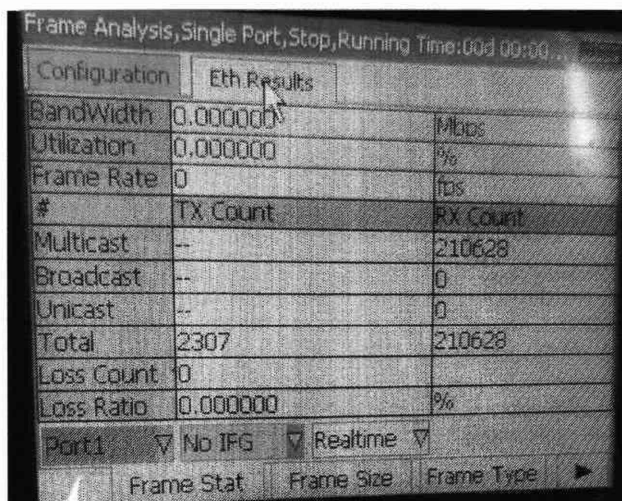 Frame Analysis,Single Port,Stop,Running Time:00d 00:00...
Configuration Eth Results
BandWidth 0.000000 Mbps
Utilization 0.000000 %
Frame Rate 0 fps
# TX Count RX Count
Multicast -- 210628
Broadcast -- 0
Unicast -- 0
Total 2307 210628
Loss Count 0
Loss Ratio 0.000000 %
Port1 No IFG Realtime
Frame Stat Frame Size Frame Type